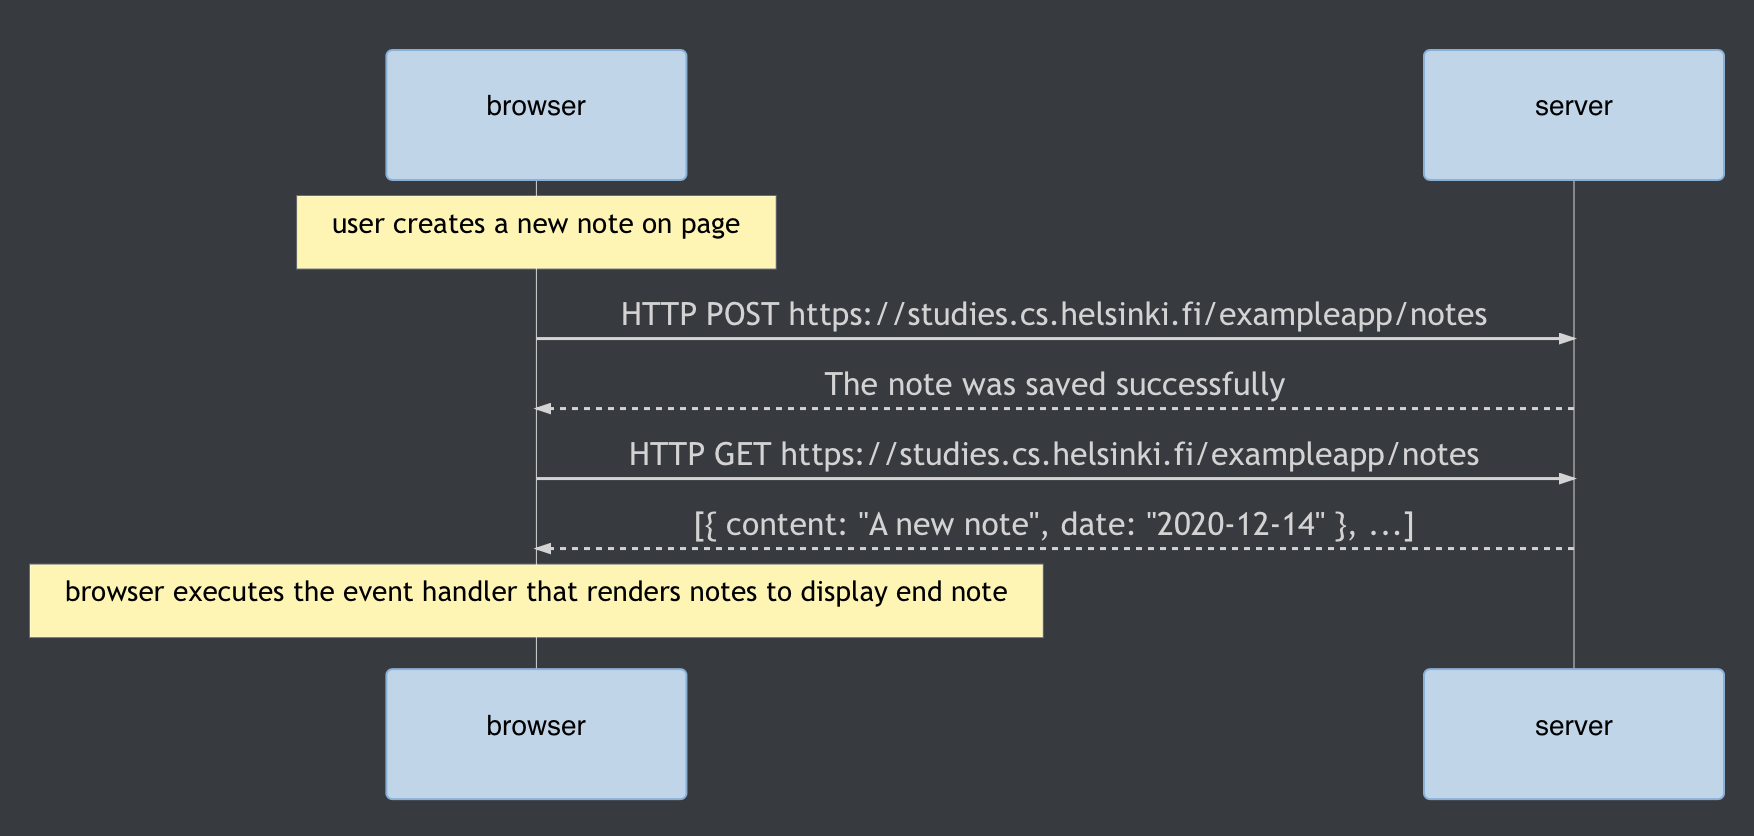 browser
server
user creates a new note on page
HTTP POST https://studies.cs.helsinki.fi/exampleapp/notes
The note was saved successfully
HTTP GET https://studies.cs.helsinki.fi/exampleapp/notes
[{ content: "A new note", date: "2020-12-14" }, ...]
browser executes the event handler that renders notes to display end note
browser
server